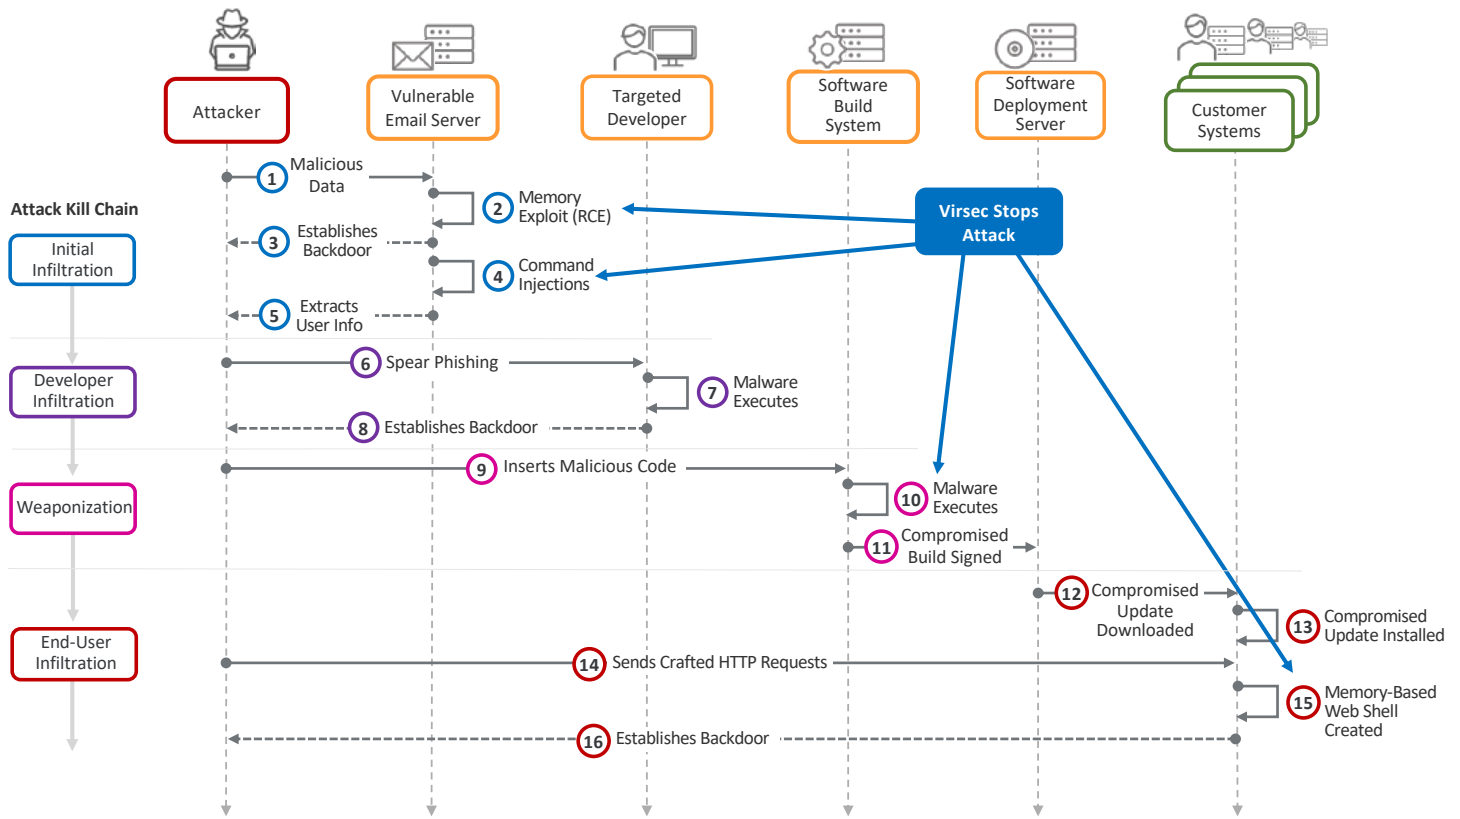 Attacker
Vulnerable
Email Server
Targeted
Developer
Software
Build
System
Software
Deployment
Server
Customer
Systems
1
Malicious
Data
Attack Kill Chain
2
Memory
Exploit (RCE)
Virsec Stops
Attack
Initial
Infiltration
3
Establishes
Backdoor
4
Command
Injections
5
Extracts
User Info
6
Spear Phishing
Developer
Infiltration
7
Malware
Executes
8
Establishes Backdoor
9
Inserts Malicious Code
Weaponization
10
Malware
Executes
11
Compromised
Build Signed
12
Compromised
Update
Downloaded
13
Compromised
Update Installed
End-User
Infiltration
14
Sends Crafted HTTP Requests
15
Memory-Based
Web Shell
Created
16
Establishes Backdoor